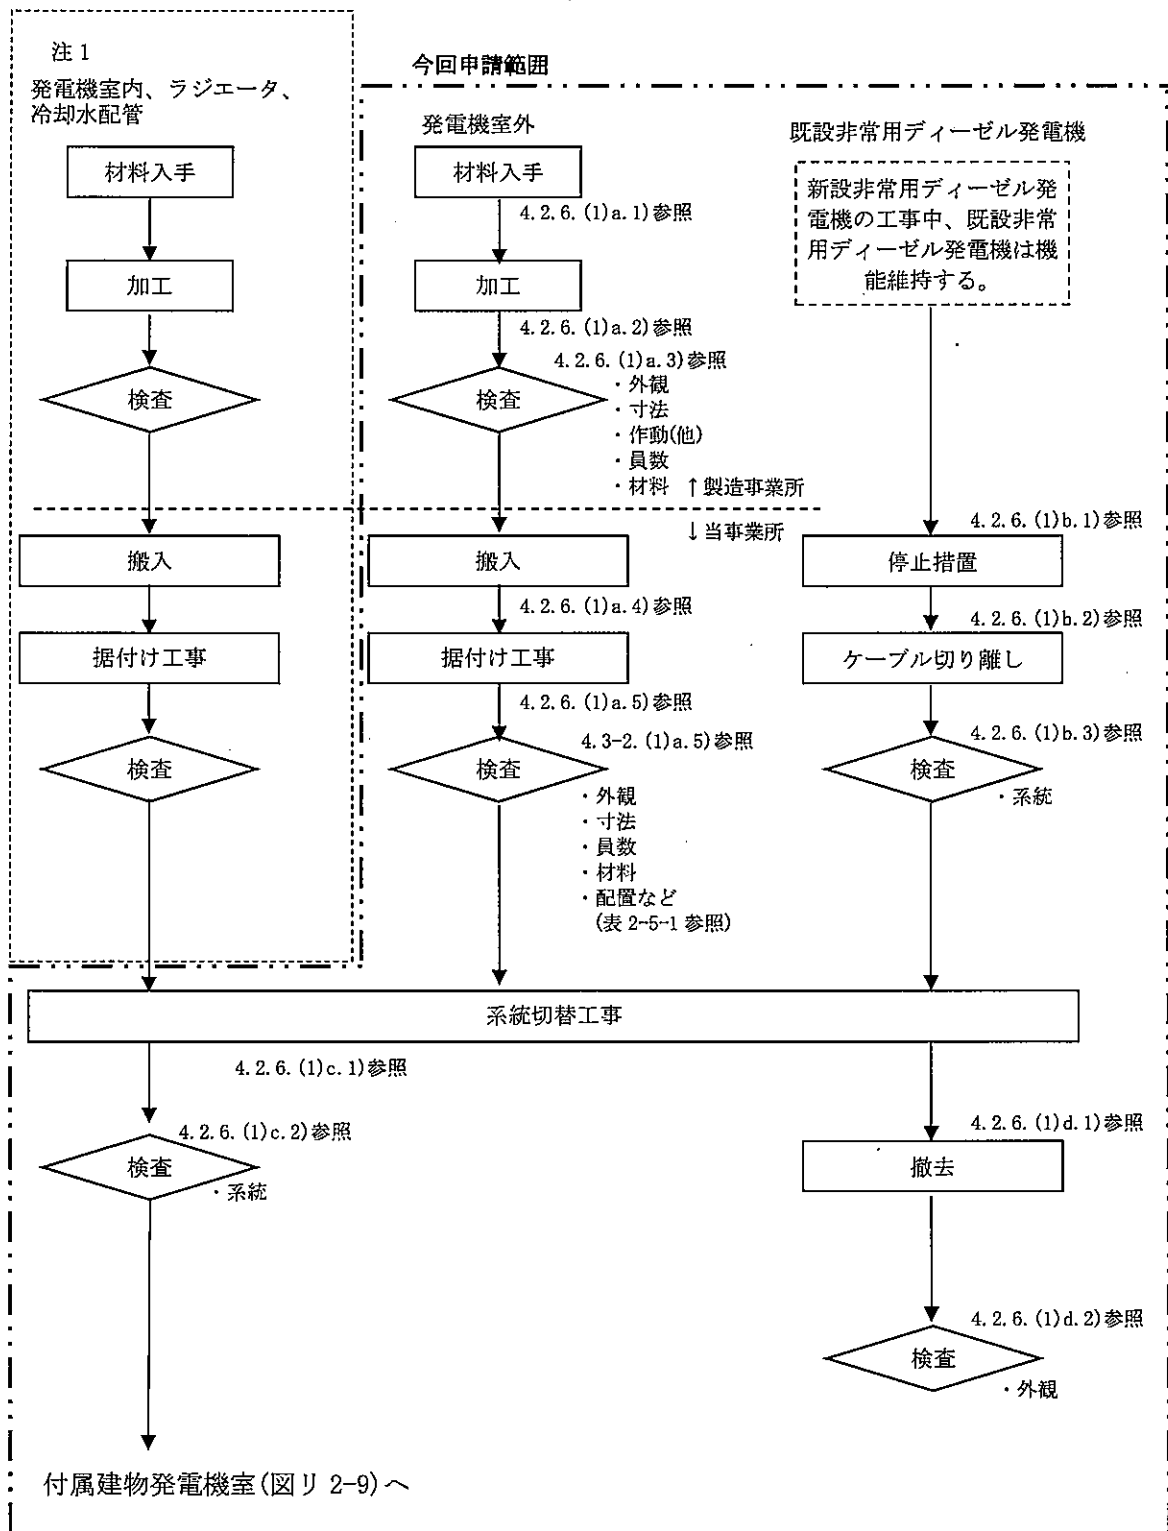 注1
発電機室内、ラジエータ、
冷却水配管
材料入手
加工
検査
搬入
据付け工事
検査
今回申請範囲
発電機室外
材料入手
4.2.6.(1)a.1)参照
加工
4.2.6.(1)a.2)参照
4.2.6.(1)a.3)参照
検査
・外観
・寸法
・作動(他)
・員数
・材料 ↑製造事業所
↓当事業所
搬入
4.2.6.(1)a.4)参照
据付け工事
4.2.6.(1)a.5)参照
4.3-2.(1)a.5)参照
検査
・外観
・寸法
・員数
・材料
・配置など
(表 2-5-1 参照)
既設非常用ディーゼル発電機
新設非常用ディーゼル発
電機の工事中、既設非常
用ディーゼル発電機は機
能維持する。
4.2.6.(1)b.1)参照
停止措置
4.2.6.(1)b.2)参照
ケーブル切り離し
4.2.6.(1)b.3)参照
検査
・系統
系統切替工事
4.2.6.(1)c.1)参照
4.2.6.(1)c.2)参照
検査
・系統
4.2.6.(1)d.1)参照
撤去
4.2.6.(1)d.2)参照
検査
・外観
付属建物発電機室(図リ 2-9)へ